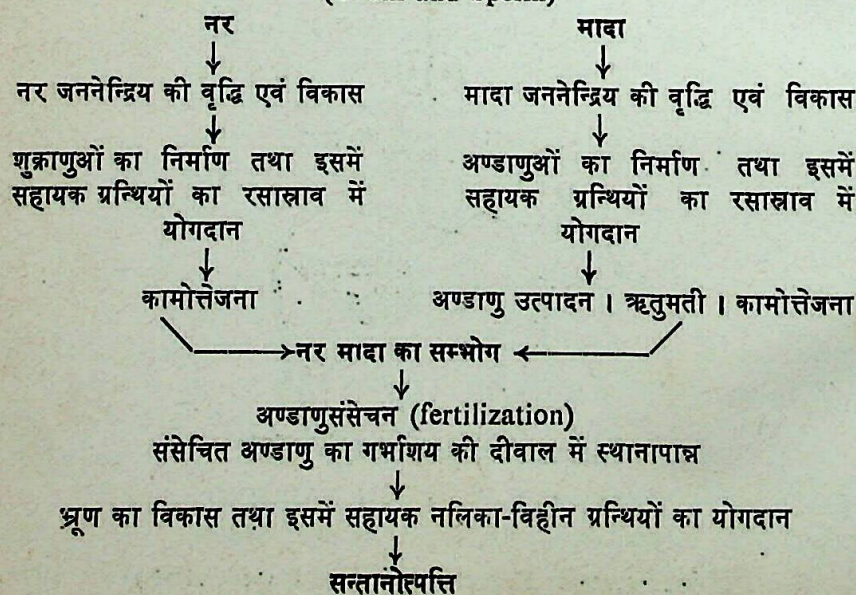 नर मादा
नर जननेन्द्रिय की वृद्धि एवं विकास मादा जननेन्द्रिय की वृद्धि एवं विकास
शुक्राणुओं का निर्माण तथा इसमें अण्डाणुओं का निर्माण तथा इसमें
सहायक ग्रन्थियों का रसास्राव में सहायक ग्रन्थियों का रसास्राव में
योगदान योगदान
कामोत्तेजना अण्डाणु उत्पादन । ऋतुमती । कामोत्तेजना
नर मादा का सम्भोग
अण्डाणुसंसेचन (fertilization)
संसेचित अण्डाणु का गर्भाशय की दीवाल में स्थानापान्न
भ्रूण का विकास तथा इसमें सहायक नलिका-विहीन ग्रन्थियों का योगदान
सन्तानोत्पत्ति